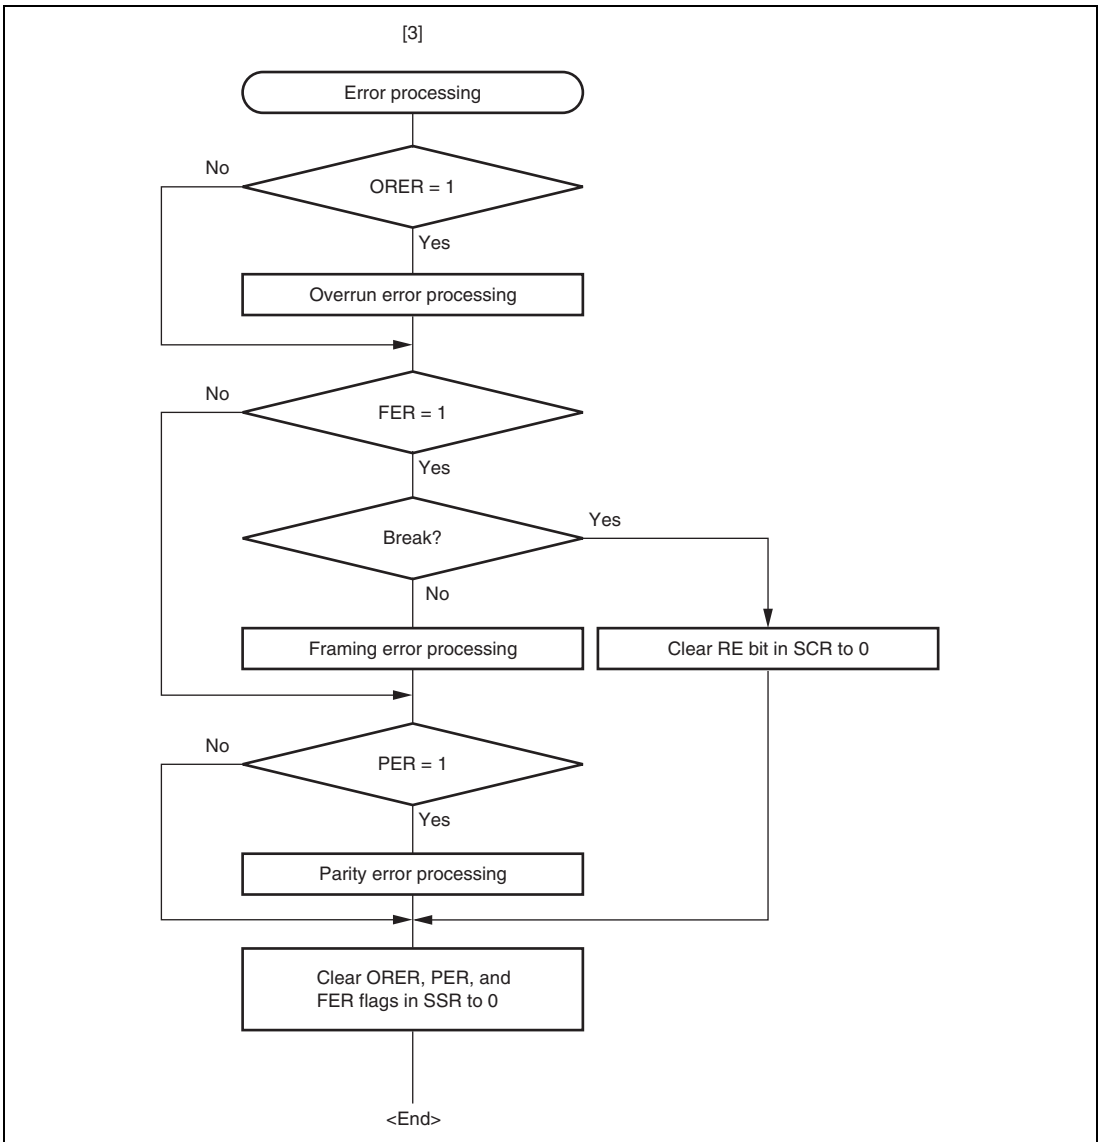 [3]
Error processing
No
ORER = 1
Yes
Overrun error processing
No
FER = 1
Yes
Break?
Yes
No
Framing error processing
Clear RE bit in SCR to 0
No
PER = 1
Yes
Parity error processing
Clear ORER, PER, and
FER flags in SSR to 0
<End>